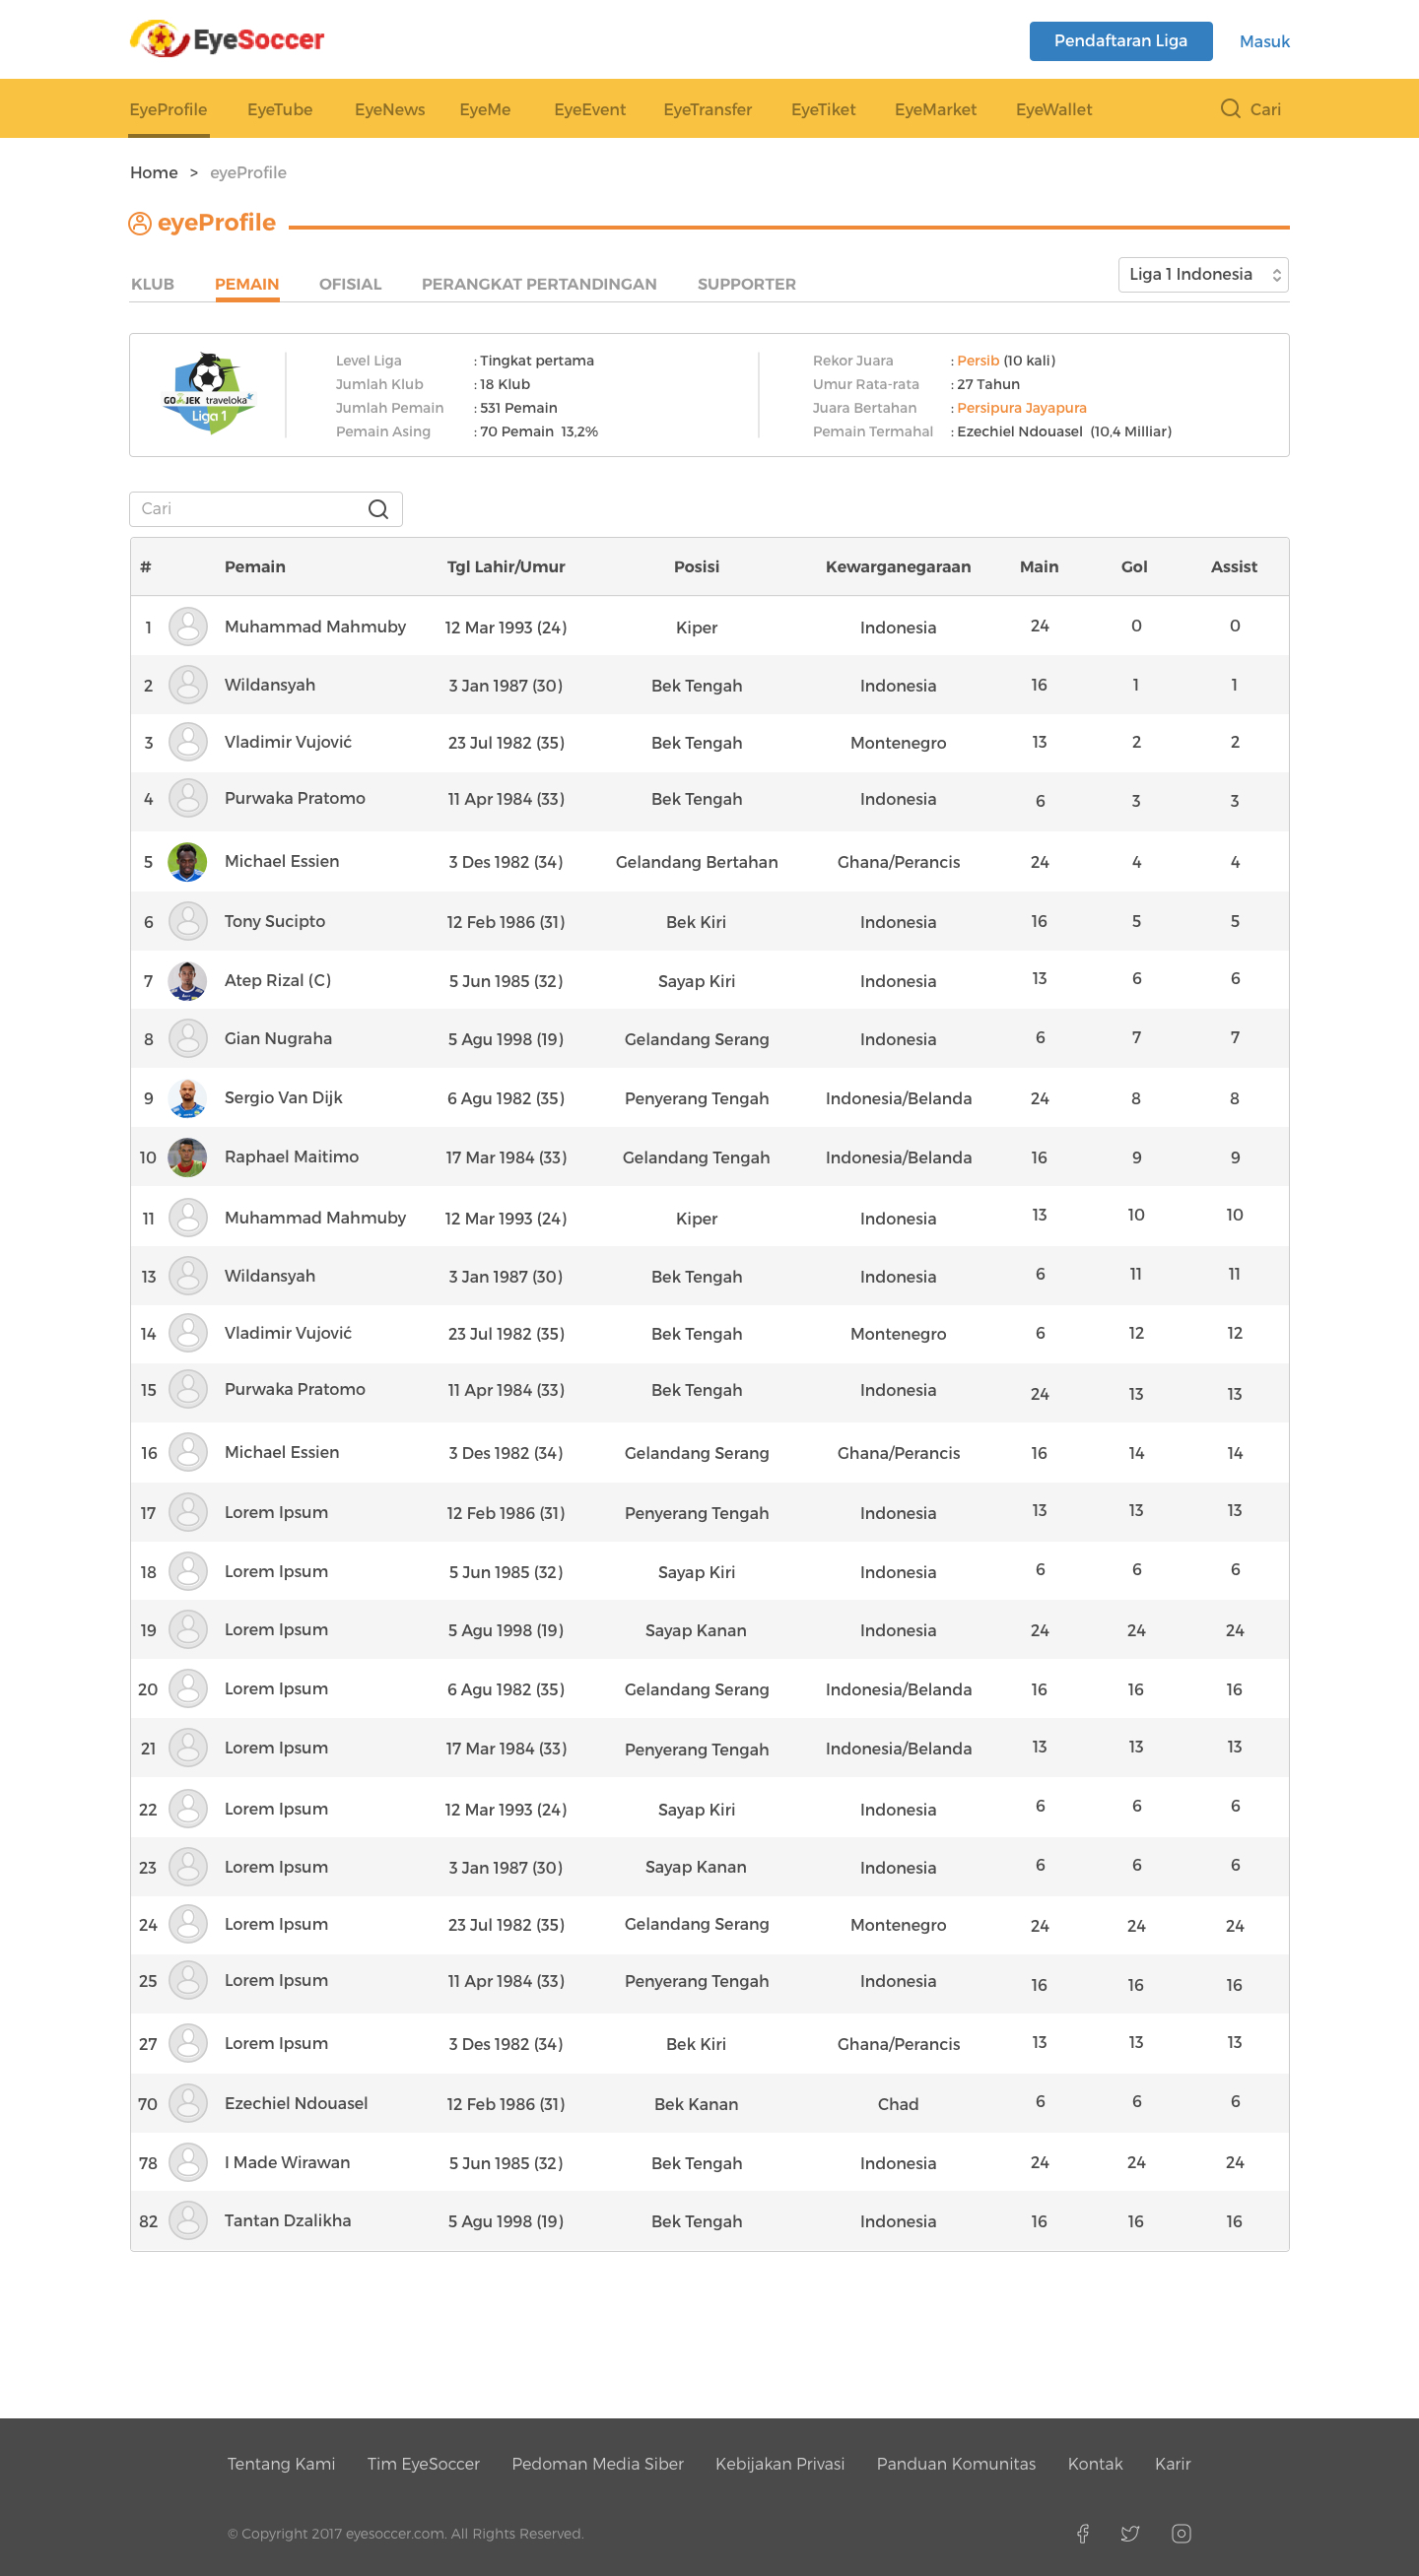 EyeSoccer Pendaftaran Liga Masuk
EyeProfile EyeTube EyeNews EyeMe EyeEvent EyeTransfer EyeTiket EyeMarket EyeWallet Cari
Home > eyeProfile
eyeProfile
KLUB PEMAIN OFISIAL PERANGKAT PERTANDINGAN SUPPORTER Liga 1 Indonesia
GOJEK traveloka
Liga 1
Level Liga : Tingkat pertama Rekor Juara : Persib (10 kali)
Jumlah Klub : 18 Klub Umur Rata-rata : 27 Tahun
Jumlah Pemain : 531 Pemain Juara Bertahan : Persipura Jayapura
Pemain Asing : 70 Pemain 13,2% Pemain Termahal : Ezechiel Ndouasel (10,4 Milliar)
Cari
# Pemain Tgl Lahir/Umur Posisi Kewarganegaraan Main Gol Assist
1 Muhammad Mahmuby 12 Mar 1993 (24) Kiper Indonesia 24 0 0
2 Wildansyah 3 Jan 1987 (30) Bek Tengah Indonesia 16 1 1
3 Vladimir Vujović 23 Jul 1982 (35) Bek Tengah Montenegro 13 2 2
4 Purwaka Pratomo 11 Apr 1984 (33) Bek Tengah Indonesia 6 3 3
5 Michael Essien 3 Des 1982 (34) Gelandang Bertahan Ghana/Perancis 24 4 4
6 Tony Sucipto 12 Feb 1986 (31) Bek Kiri Indonesia 16 5 5
7 Atep Rizal (C) 5 Jun 1985 (32) Sayap Kiri Indonesia 13 6 6
8 Gian Nugraha 5 Agu 1998 (19) Gelandang Serang Indonesia 6 7 7
9 Sergio Van Dijk 6 Agu 1982 (35) Penyerang Tengah Indonesia/Belanda 24 8 8
10 Raphael Maitimo 17 Mar 1984 (33) Gelandang Tengah Indonesia/Belanda 16 9 9
11 Muhammad Mahmuby 12 Mar 1993 (24) Kiper Indonesia 13 10 10
13 Wildansyah 3 Jan 1987 (30) Bek Tengah Indonesia 6 11 11
14 Vladimir Vujović 23 Jul 1982 (35) Bek Tengah Montenegro 6 12 12
15 Purwaka Pratomo 11 Apr 1984 (33) Bek Tengah Indonesia 24 13 13
16 Michael Essien 3 Des 1982 (34) Gelandang Serang Ghana/Perancis 16 14 14
17 Lorem Ipsum 12 Feb 1986 (31) Penyerang Tengah Indonesia 13 13 13
18 Lorem Ipsum 5 Jun 1985 (32) Sayap Kiri Indonesia 6 6 6
19 Lorem Ipsum 5 Agu 1998 (19) Sayap Kanan Indonesia 24 24 24
20 Lorem Ipsum 6 Agu 1982 (35) Gelandang Serang Indonesia/Belanda 16 16 16
21 Lorem Ipsum 17 Mar 1984 (33) Penyerang Tengah Indonesia/Belanda 13 13 13
22 Lorem Ipsum 12 Mar 1993 (24) Sayap Kiri Indonesia 6 6 6
23 Lorem Ipsum 3 Jan 1987 (30) Sayap Kanan Indonesia 6 6 6
24 Lorem Ipsum 23 Jul 1982 (35) Gelandang Serang Montenegro 24 24 24
25 Lorem Ipsum 11 Apr 1984 (33) Penyerang Tengah Indonesia 16 16 16
27 Lorem Ipsum 3 Des 1982 (34) Bek Kiri Ghana/Perancis 13 13 13
70 Ezechiel Ndouasel 12 Feb 1986 (31) Bek Kanan Chad 6 6 6
78 I Made Wirawan 5 Jun 1985 (32) Bek Tengah Indonesia 24 24 24
82 Tantan Dzalikha 5 Agu 1998 (19) Bek Tengah Indonesia 16 16 16
Tentang Kami Tim EyeSoccer Pedoman Media Siber Kebijakan Privasi Panduan Komunitas Kontak Karir
© Copyright 2017 eyesoccer.com. All Rights Reserved.